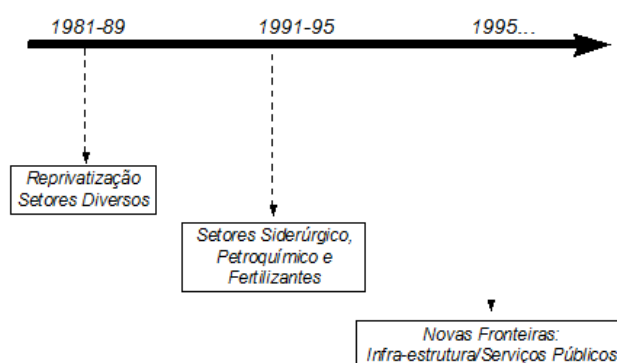 1981-89 1991-95 1995...
Reprivatização
Setores Diversos
Setores Siderúrgico,
Petroquímico e
Fertilizantes
Novas Fronteiras:
Infra-estrutura/Serviços Públicos